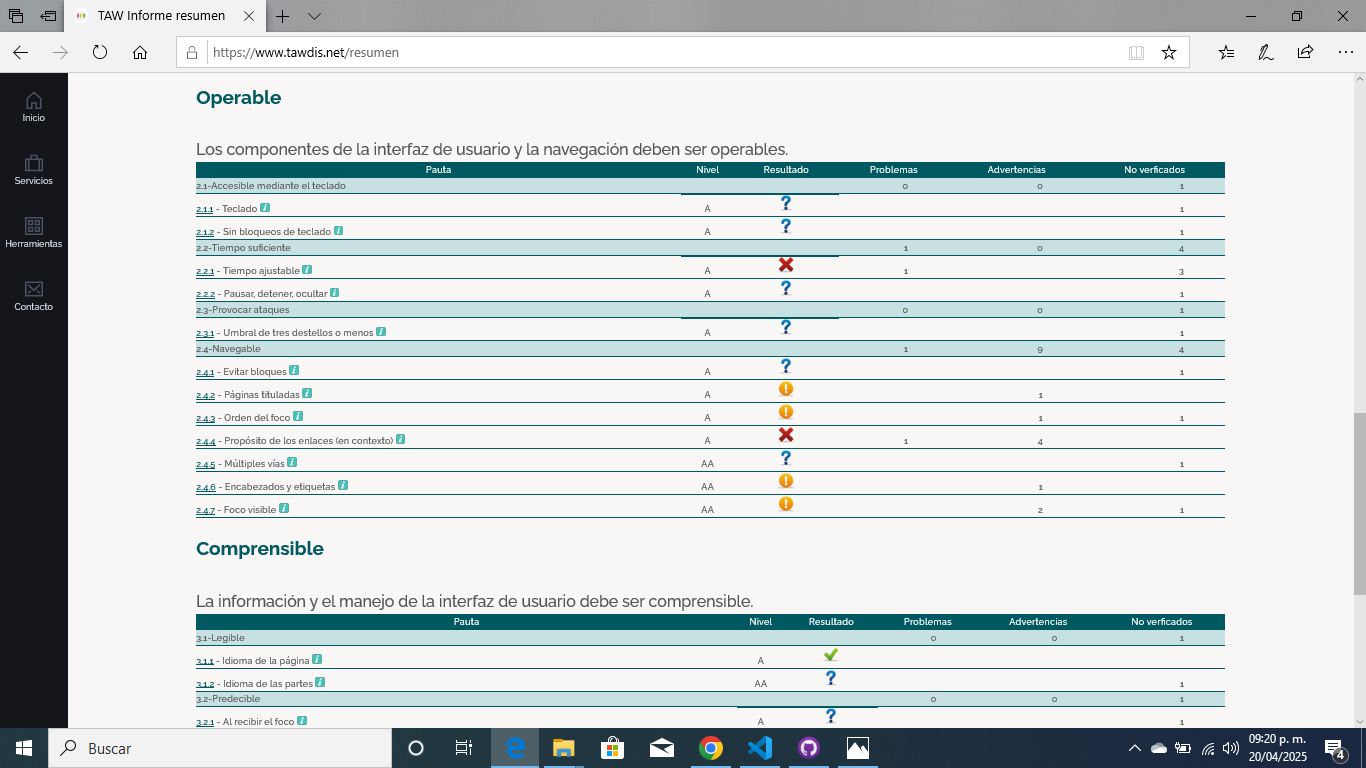 TAW Informe resumen
https://www.tawdis.net/resumen
Inicio
Servicios
Herramientas
Contacto
Operable
Los componentes de la interfaz de usuario y la navegación deben ser operables.
Pauta Nivel Resultado Problemas Advertencias No verficados
2.1-Accesible mediante el teclado 0 0 1
2.1.1 - Teclado i A ? 1
2.1.2 - Sin bloqueos de teclado i A ? 1
2.2-Tiempo suficiente 1 0 4
2.2.1 - Tiempo ajustable i A 1 3
2.2.2 - Pausar, detener, ocultar i A ? 1
2.3-Provocar ataques 0 0 1
2.3.1 - Umbral de tres destellos o menos i A ? 1
2.4-Navegable 1 9 4
2.4.1 - Evitar bloques i A ? 1
2.4.2 - Páginas tituladas i A ! 1
2.4.3 - Orden del foco i A ! 1 1
2.4.4 - Propósito de los enlaces (en contexto) i A 1 4
2.4.5 - Múltiples vías i AA ? 1
2.4.6 - Encabezados y etiquetas i AA ! 1
2.4.7 - Foco visible i AA ! 2 1
Comprensible
La información y el manejo de la interfaz de usuario debe ser comprensible.
Pauta Nivel Resultado Problemas Advertencias No verficados
3.1-Legible 0 0 1
3.1.1 - Idioma de la página i A
3.1.2 - Idioma de las partes i AA ? 1
3.2-Predecible 0 0 1
3.2.1 - Al recibir el foco i A ? 1
Buscar
09:20 p. m.
20/04/2025
4